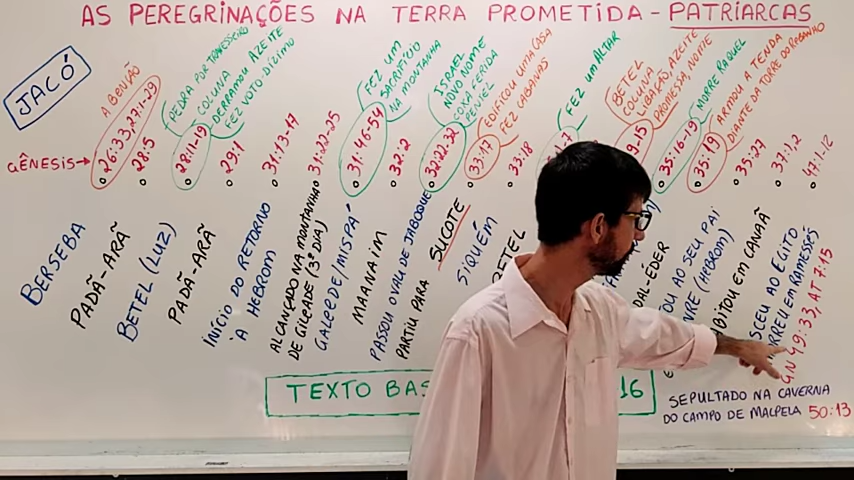 AS PEREGRINAÇÕES NA TERRA PROMETIDA - PATRIARCAS
JACÓ
GÊNESIS
A BENÇÃO
26:33, 27:1-29
BERSEBA
28:5
PADÃ-ARÃ
PEDRA POR TRAVESSEIRO
COLUNA
DERRAMOU AZEITE
FEZ VOTO-DÍZIMO
28:11-19
BETEL (LUZ)
29:1
PADÃ-ARÃ
31:13-17
INÍCIO DO RETORNO
A HEBROM
31:22-25
ALCANÇADO NA MONTANHA
DE GILEADE (3º DIA)
FEZ UM
SACRIFÍCIO
NA MONTANHA
31:46-54
GALEEDE/MISPÁ
32:2
MAANAIM
ISRAEL
NOVO NOME
COXA FERIDA
PENIEL
32:22,32
PASSOU O VAU DE JABOQUE
PARTIU PARA
SUCOTE
EDIFICOU UMA CASA
FEZ CABANAS
33:17
33:18
SIQUÉM
FEZ UM ALTAR
BETEL
COLUNA
LIBAÇÃO, AZEITE
PROMESSA, NOME
MORRE RAQUEL
35:16-19
ARMOU A TENDA
DIANTE DA TORRE DO REBANHO
35:19
35:27
AO SEU PAI
(HEBROM)
37:1,2
EM CANAÃ
47:1-12
AO EGITO
EM RAMESSÉS
GN 49:33, AT 7:15
TEXTO BAS
16
SEPULTADO NA CAVERNA
DO CAMPO DE MALPELA 50:13